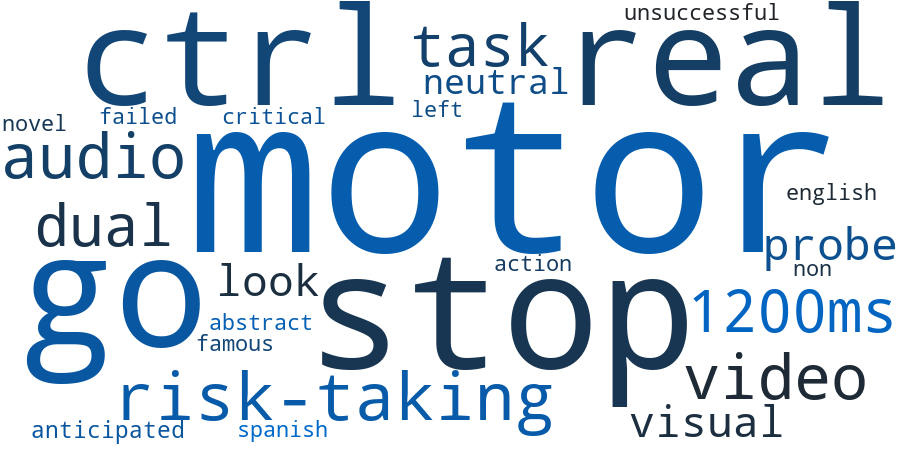 unsuccessful
ctrl
task
real
neutral
novel
failed
critical
left
audio
motor
english
dual
probe
go
look
stop
action
non
1200ms
abstract
famous
risk-taking
video
visual
anticipated
spanish